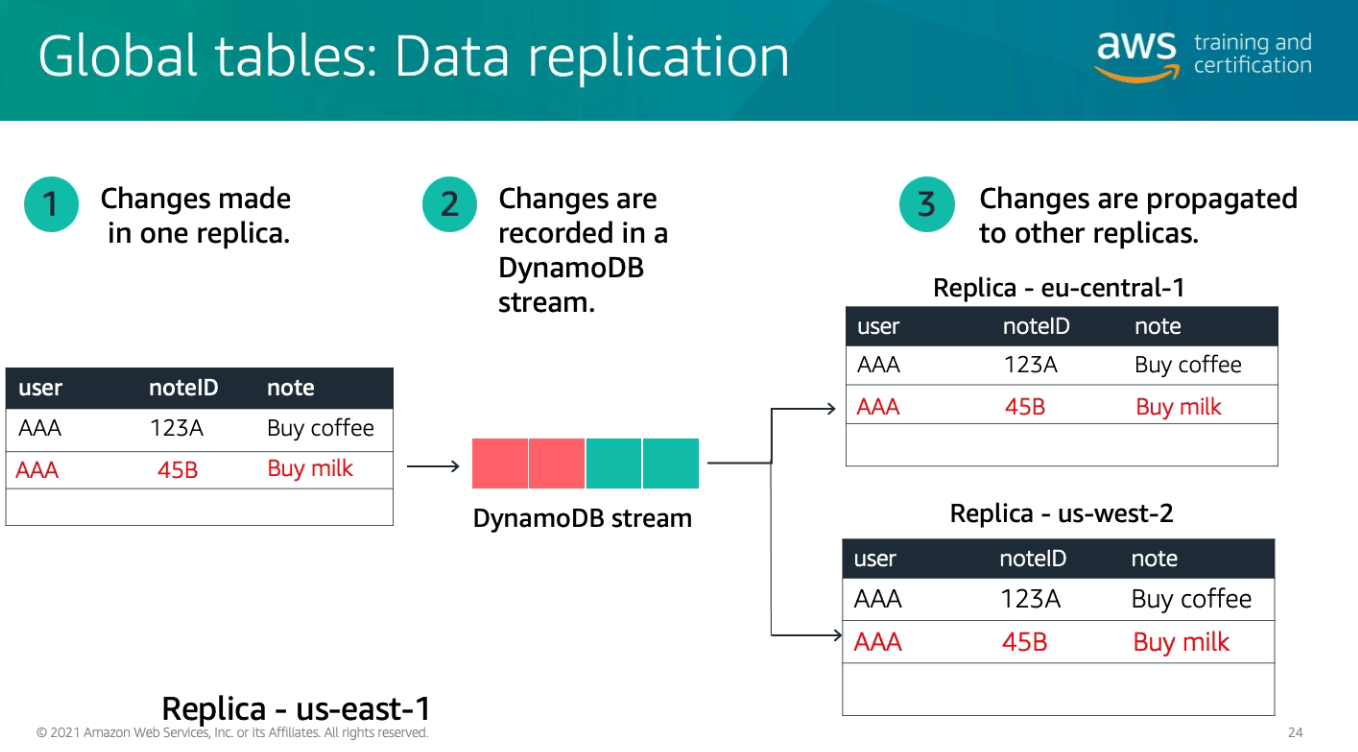 Global tables: Data replication
aws training and
certification
1
Changes made
in one replica.
2
Changes are
recorded in a
DynamoDB
stream.
3
Changes are propagated
to other replicas.
user noteID note
AAA 123A Buy coffee
AAA 45B Buy milk
DynamoDB stream
Replica - eu-central-1
user noteID note
AAA 123A Buy coffee
AAA 45B Buy milk
Replica - us-west-2
user noteID note
AAA 123A Buy coffee
AAA 45B Buy milk
Replica - us-east-1
© 2021 Amazon Web Services, Inc. or its Affiliates. All rights reserved.
24